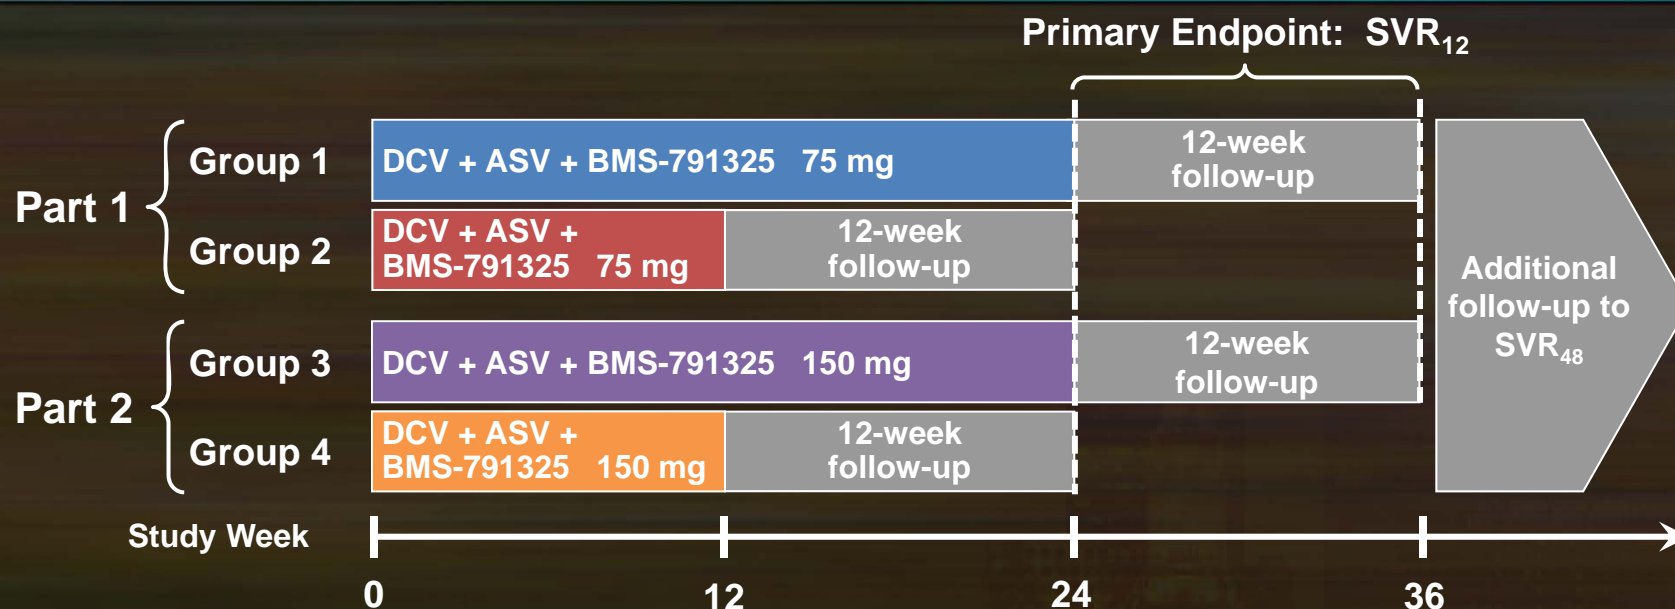 Primary Endpoint: SVR12
Part 1
Group 1
DCV + ASV + BMS-791325 75 mg
12-week
follow-up
Group 2
DCV + ASV +
BMS-791325 75 mg
12-week
follow-up
Part 2
Group 3
DCV + ASV + BMS-791325 150 mg
12-week
follow-up
Group 4
DCV + ASV +
BMS-791325 150 mg
12-week
follow-up
Additional
follow-up to
SVR48
Study Week
0 12 24 36